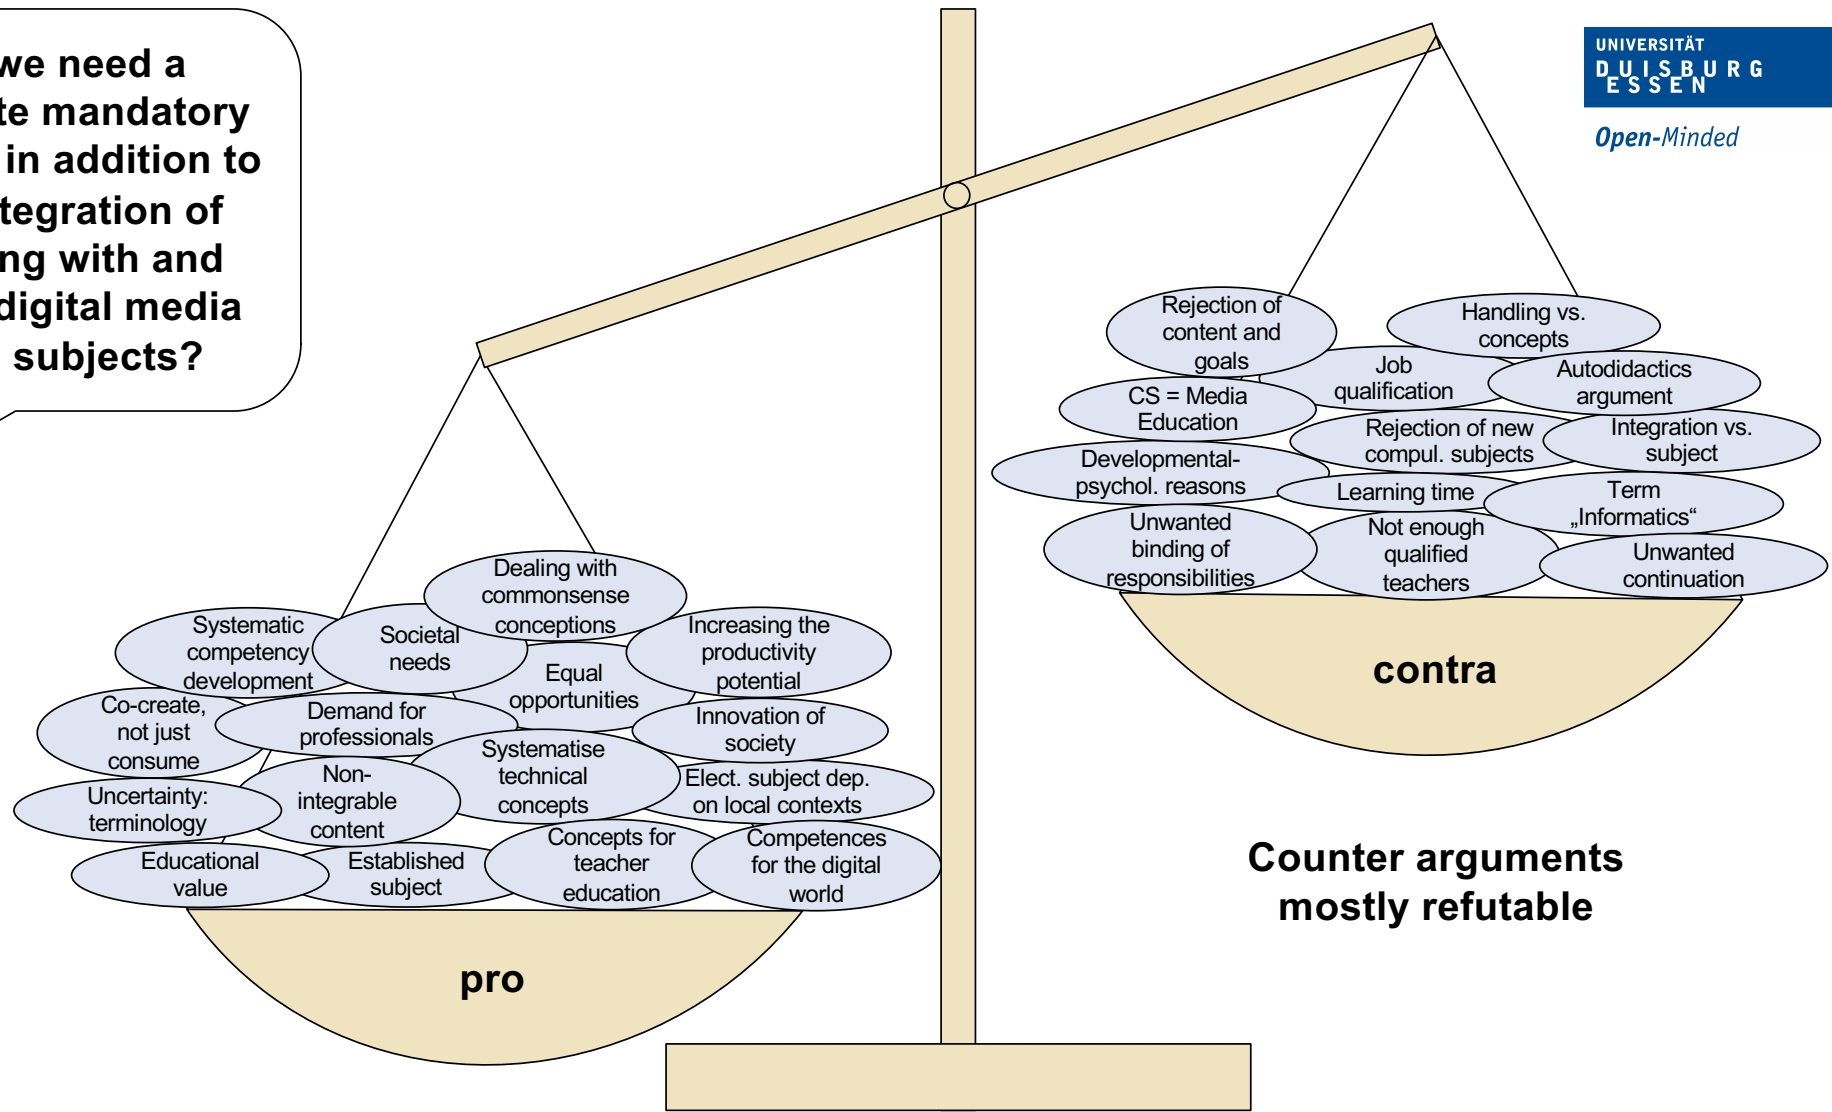 we need a
te mandatory
in addition to
tegration of
ng with and
digital media
subjects?
UNIVERSITÄT
DUISBURG
ESSEN
Open-Minded
Rejection of
content and
goals
Handling vs.
concepts
Job
qualification
Autodidactics
argument
CS = Media
Education
Rejection of new
compul. subjects
Integration vs.
subject
Developmental-
psychol. reasons
Learning time
Term
„Informatics“
Unwanted
binding of
responsibilities
Not enough
qualified
teachers
Unwanted
continuation
contra
Dealing with
commonsense
conceptions
Systematic
competency
development
Societal
needs
Increasing the
productivity
potential
Equal
opportunities
Co-create,
not just
consume
Demand for
professionals
Innovation of
society
Systematise
technical
concepts
Non-
integrable
content
Elect. subject dep.
on local contexts
Uncertainty:
terminology
Educational
value
Established
subject
Concepts for
teacher
education
Competences
for the digital
world
pro
Counter arguments
mostly refutable